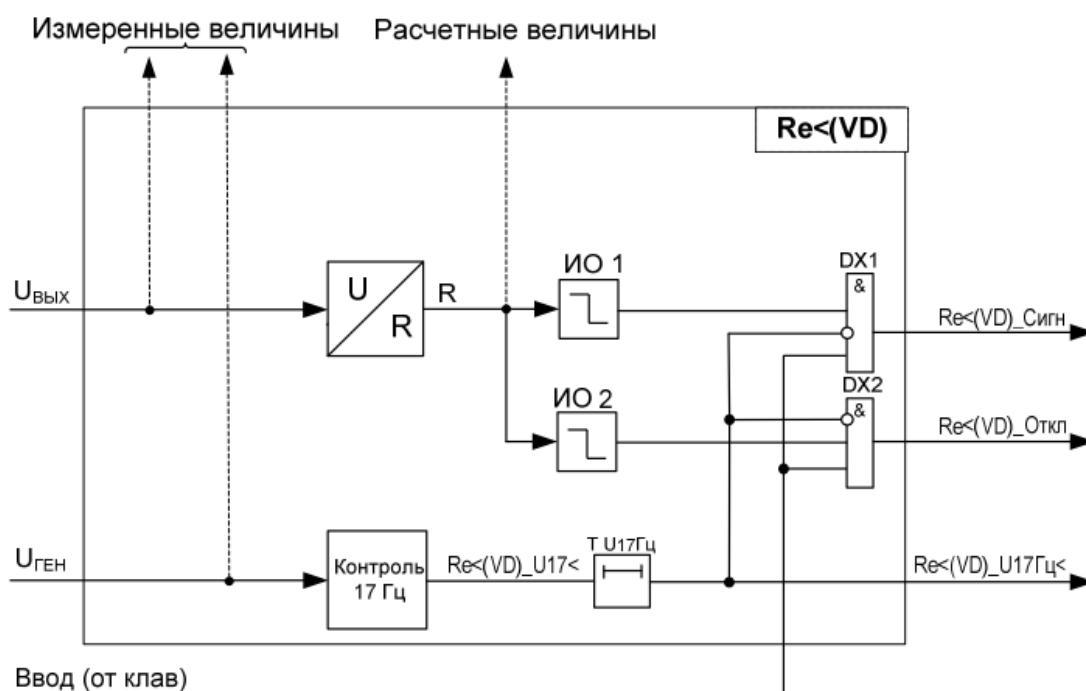 Измеренные величины
Расчетные величины
Re<(VD)
UВЫХ
U
R
R
ИО 1
DX1
&
Re<(VD)_Сигн
ИО 2
DX2
&
Re<(VD)_Откл
UГЕН
Контроль
17 Гц
Re<(VD)_U17<
T U17Гц
Re<(VD)_U17Гц<
Ввод (от клав)